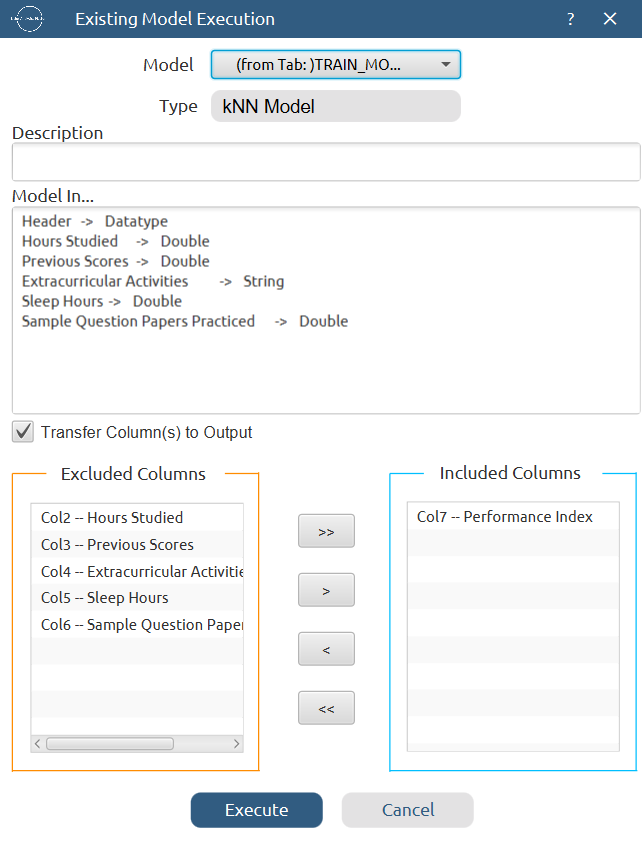 Existing Model Execution ? ×
Model (from Tab: )TRAIN_MO...
Type kNN Model
Description
Model In...
Header -> Datatype
Hours Studied -> Double
Previous Scores -> Double
Extracurricular Activities -> String
Sleep Hours -> Double
Sample Question Papers Practiced -> Double
Transfer Column(s) to Output
Excluded Columns
Col2 -- Hours Studied
Col3 -- Previous Scores
Col4 -- Extracurricular Activitie
Col5 -- Sleep Hours
Col6 -- Sample Question Paper
>>
>
<
<<
Included Columns
Col7 -- Performance Index
Execute Cancel